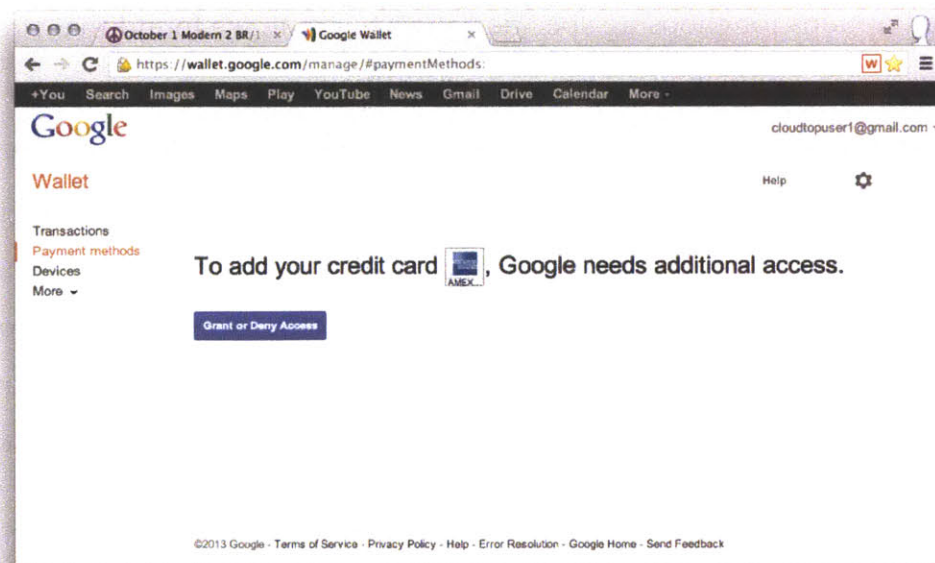 October 1 Modern 2 BR/1
Google Wallet
https://wallet.google.com/manage/#paymentMethods:
W
+You Search Images Maps Play YouTube News Gmail Drive Calendar More
Google
cloudtopuser1@gmail.com
Wallet
Help
Transactions
Payment methods
Devices
More
To add your credit card AMEX..., Google needs additional access.
Grant or Deny Access
©2013 Google - Terms of Service - Privacy Policy - Help - Error Resolution - Google Home - Send Feedback